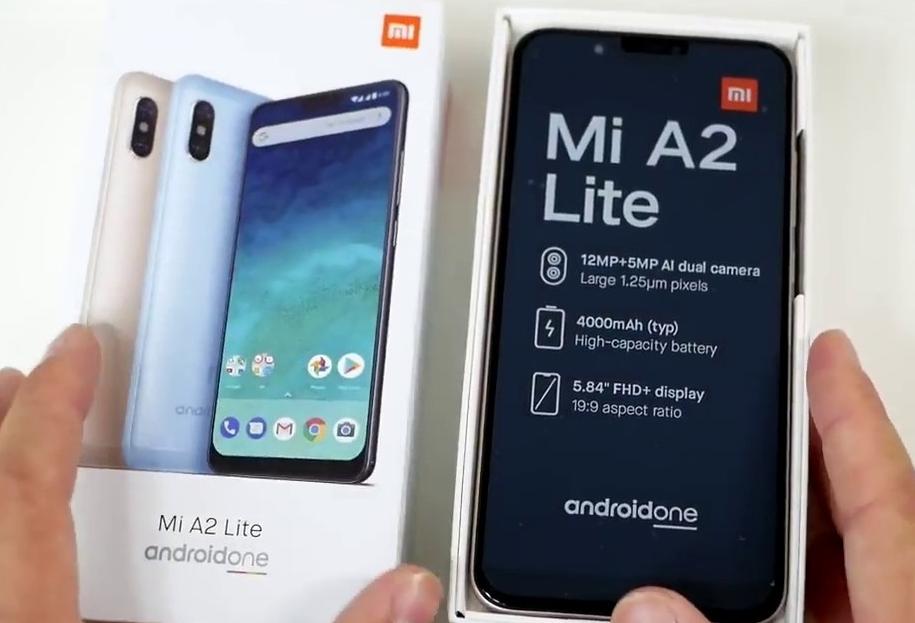 mi
Mi A2 Lite
androidone
mi
Mi A2
Lite
12MP+5MP AI dual camera
Large 1.25μm pixels
4000mAh (typ)
High-capacity battery
5.84" FHD+ display
19:9 aspect ratio
androidone